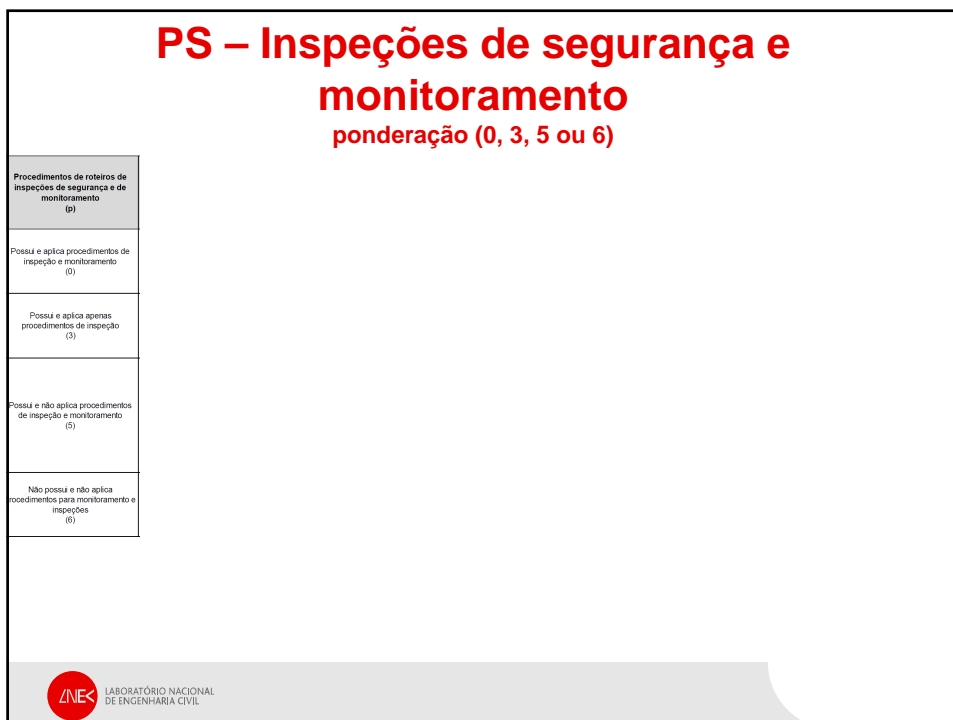 PS – Inspeções de segurança e
monitoramento
ponderação (0, 3, 5 ou 6)
Procedimentos de roteiros de
inspeções de segurança e de
monitoramento
(p)
Possui e aplica procedimentos de
inspeção e monitoramento
(0)
Possui e aplica apenas
procedimentos de inspeção
(3)
Possui e não aplica procedimentos
de inspeção e monitoramento
(5)
Não possui e não aplica
rocedimentos para monitoramento e
inspeções
(6)
LNEC
LABORATÓRIO NACIONAL
DE ENGENHARIA CIVIL